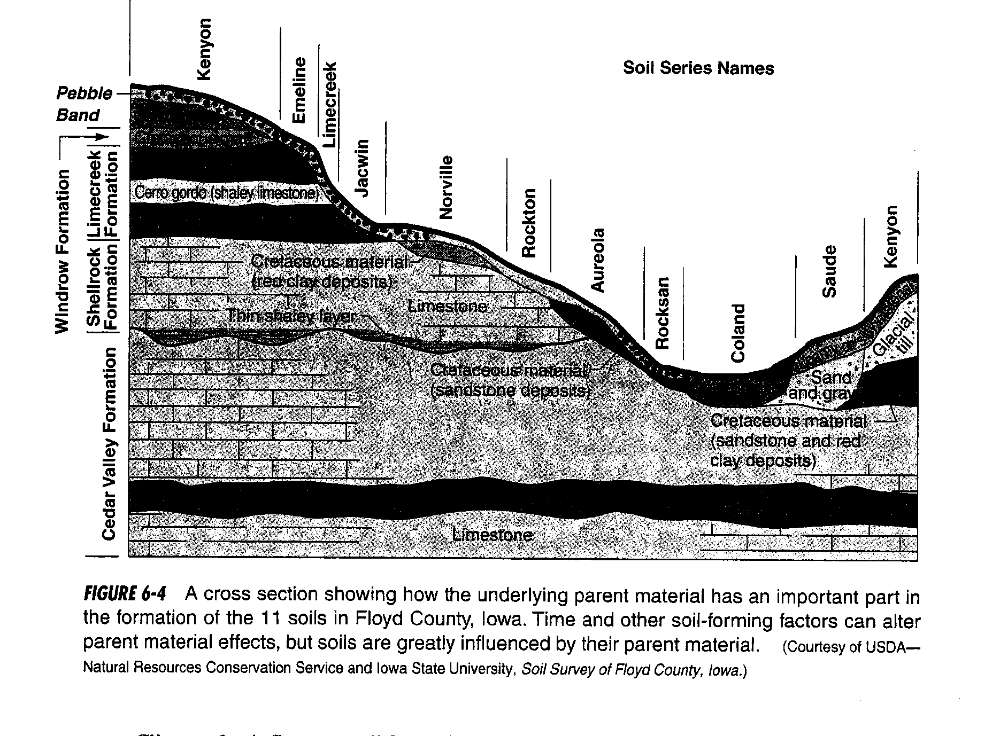 Kenyon
Emeline
Limecreek
Jacwin
Norville
Rockton
Aureola
Rocksan
Coland
Saude
Kenyon
Soil Series Names
Pebble
Band
Windrow Formation
Limecreek
Formation
Shellrock
Formation
Cedar Valley Formation
Cerro gordo (shaley limestone)
Cretaceous material
(red clay deposits)
Thin shaley layer
Limestone
Cretaceous material
(sandstone deposits)
Glacial
till
Sand
and
Cretaceous material
(sandstone and red
clay deposits)
Limestone
FIGURE 6-4 A cross section showing how the underlying parent material has an important part in
the formation of the 11 soils in Floyd County, Iowa. Time and other soil-forming factors can alter
parent material effects, but soils are greatly influenced by their parent material. (Courtesy of USDA—
Natural Resources Conservation Service and Iowa State University, Soil Survey of Floyd County, Iowa.)